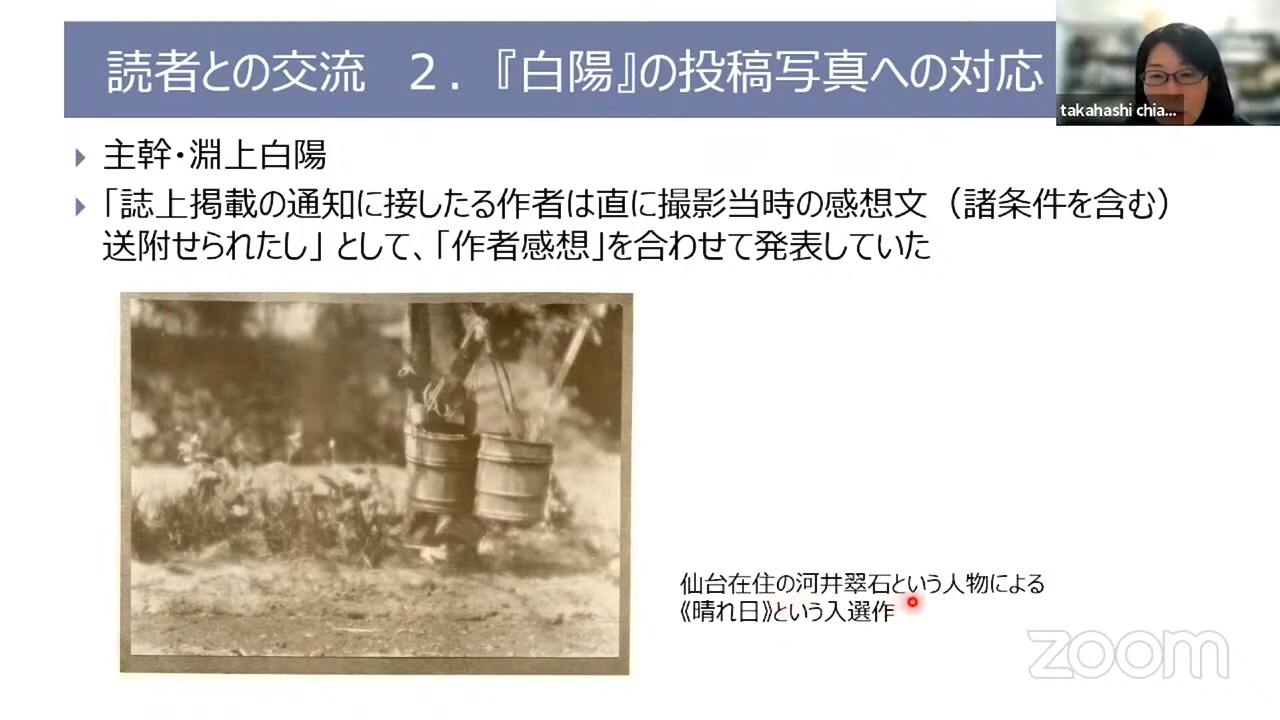 読者との交流　２．『白陽』の投稿写真への対応
takahashi chia...
主幹・淵上白陽
「誌上掲載の通知に接したる作者は直に撮影当時の感想文（諸条件を含む）
送附せられたし」として、「作者感想」を合わせて発表していた
仙台在住の河井翠石という人物による
《晴れ日》という入選作
zoom